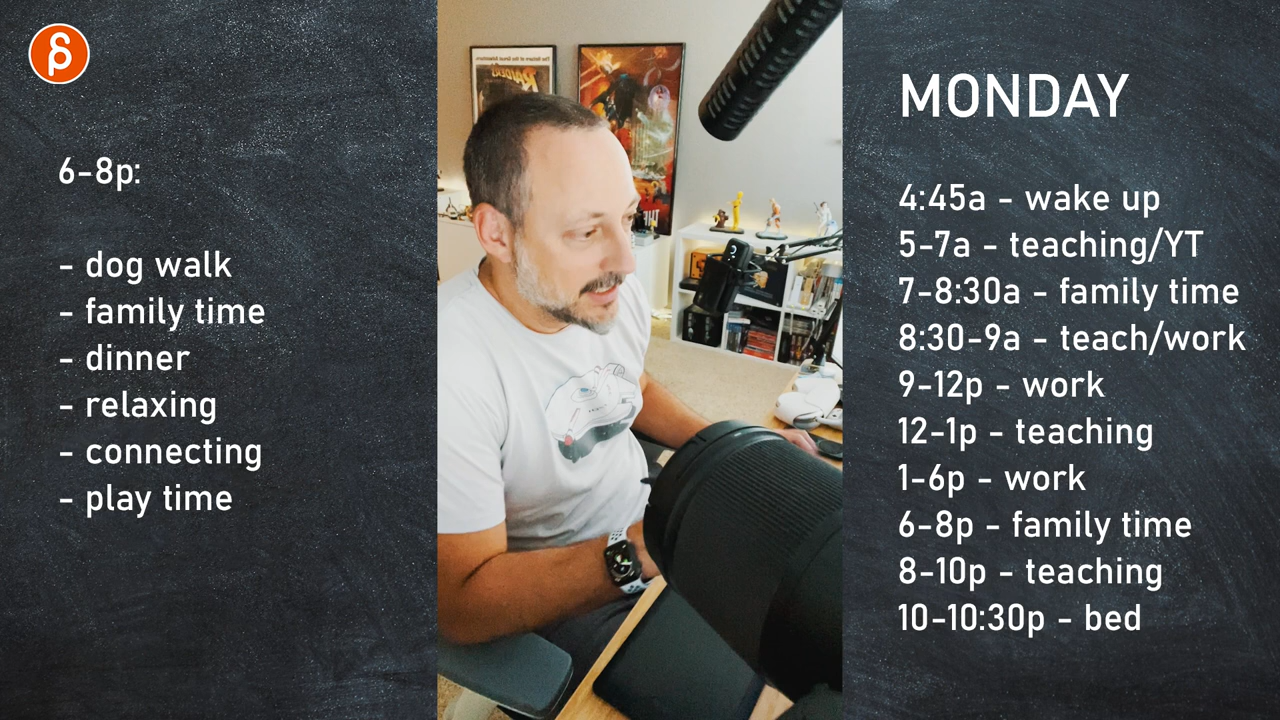 6-8p:
- dog walk
- family time
- dinner
- relaxing
- connecting
- play time
RAIDERS
THE
MONDAY
4:45a - wake up
5-7a - teaching/YT
7-8:30a - family time
8:30-9a - teach/work
9-12p - work
12-1p - teaching
1-6p - work
6-8p - family time
8-10p - teaching
10-10:30p - bed